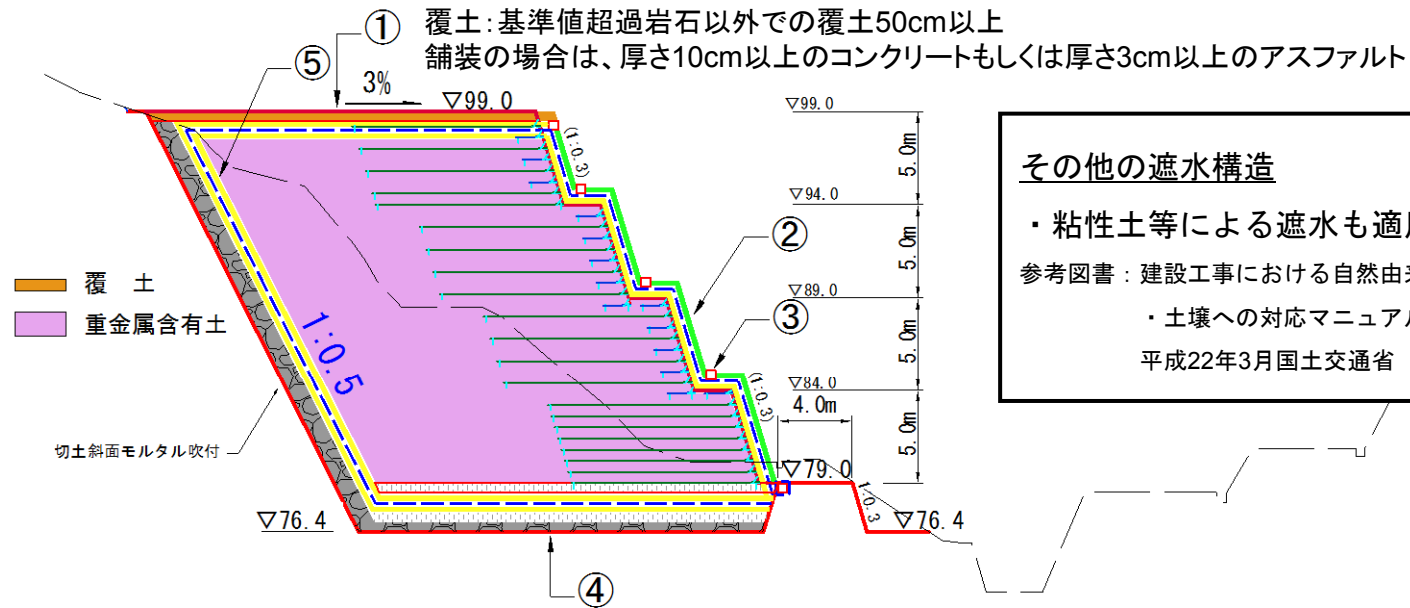 ① 覆土:基準値超過岩石以外での覆土50cm以上
舗装の場合は、厚さ10cm以上のコンクリートもしくは厚さ3cm以上のアスファルト
⑤
3%
▽99.0
▽99.0
(1:0.3)
5.0m
▽94.0
5.0m
②
▽89.0
③
5.0m
▽84.0
(1:0.3)
4.0m
5.0m
▽79.0
1:0.3
▽76.4
▽76.4
④
1:0.5
覆 土
重金属含有土
切土斜面モルタル吹付
その他の遮水構造
・粘性土等による遮水も適
参考図書:建設工事における自然由
・土壌への対応マニュア
平成22年3月国土交通省